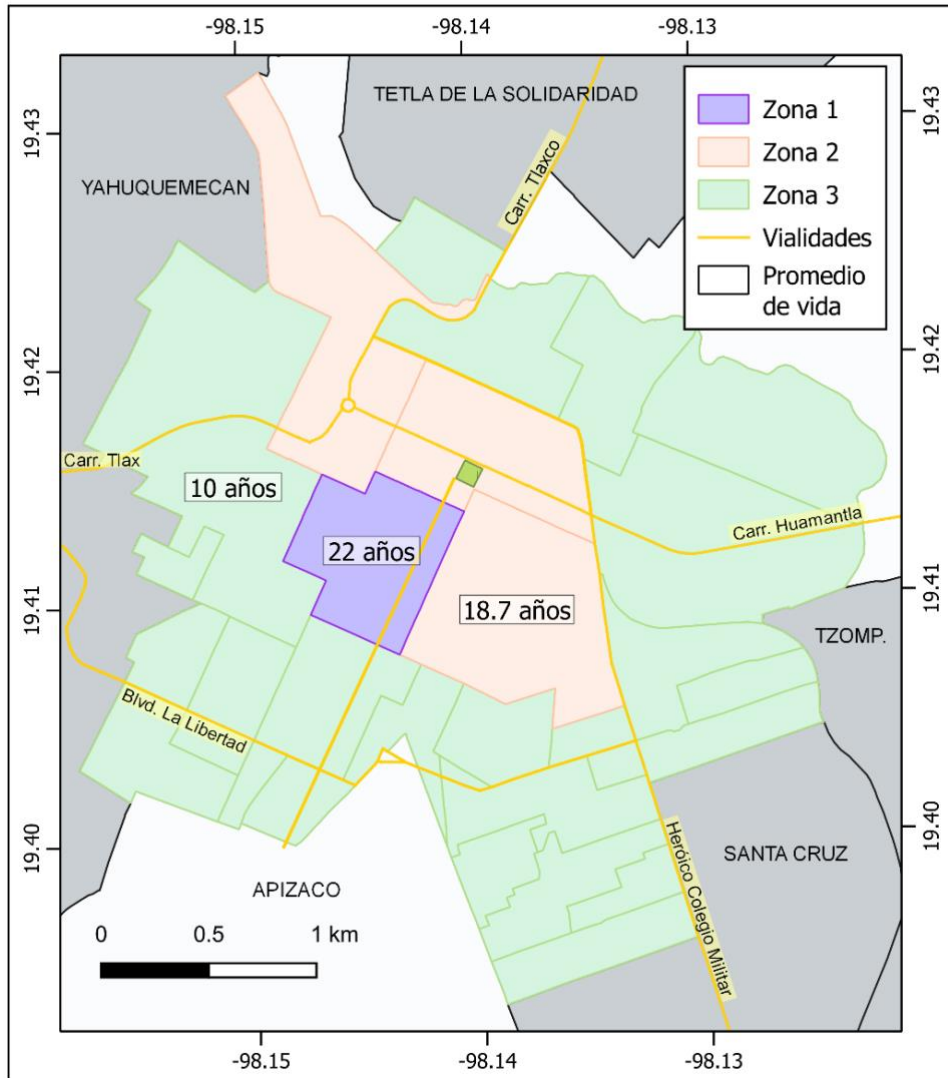 -98.15
-98.14
-98.13
TETLA DE LA SOLIDARIDAD
Zona 1
Zona 2
Zona 3
Vialidades
Promedio
de vida
19.43
19.43
YAHUQUEMECAN
Carr. Tlaxco
19.42
19.42
Carr. Tlax
10 años
22 años
Carr. Huamantla
18.7 años
19.41
19.41
TZOMP.
Blvd. La Libertad
19.40
19.40
Heróico Colegio Militar
SANTA CRUZ
APIZACO
0 0.5 1 km
-98.15
-98.14
-98.13